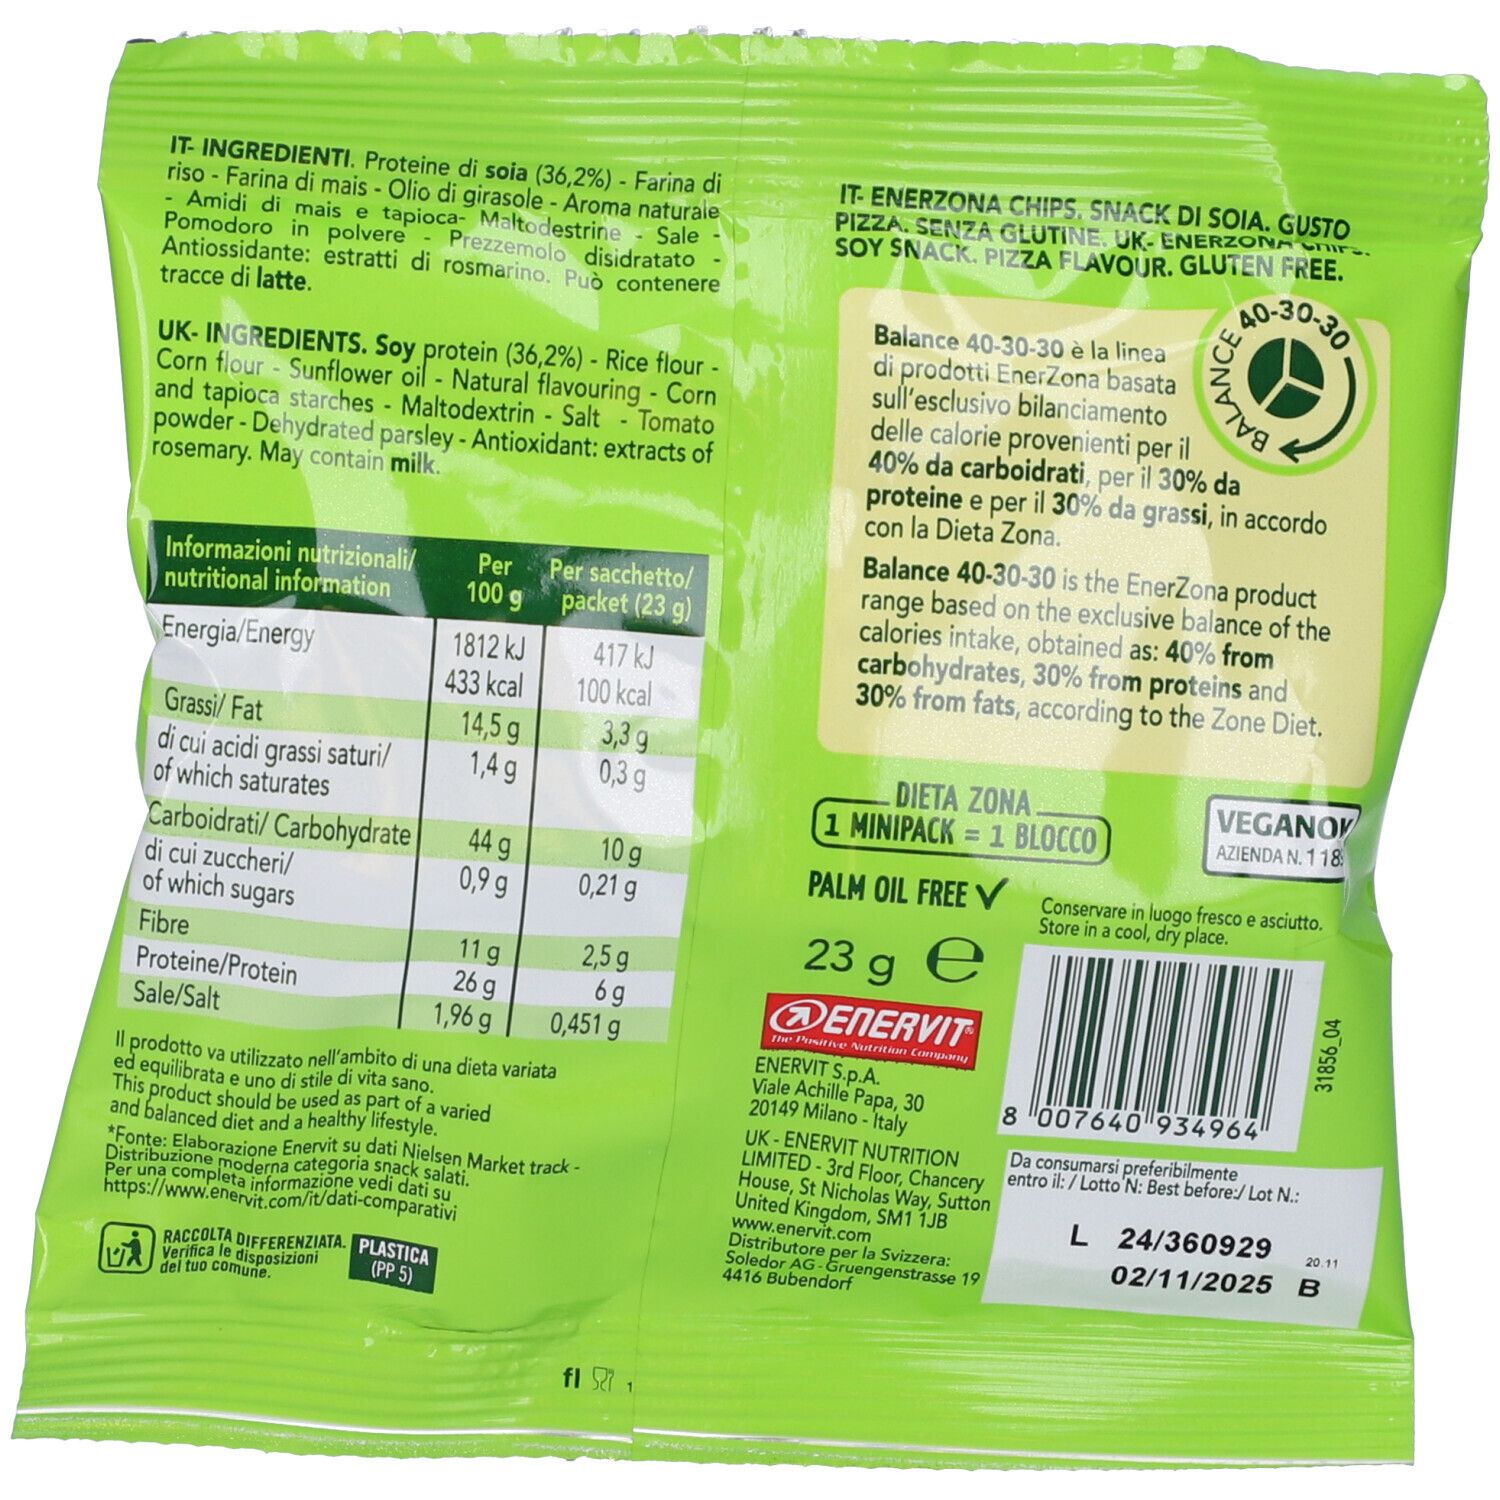 IT- INGREDIENTI. Proteine di soia (36,2%) - Farina di
riso - Farina di mais - Olio di girasole - Aroma naturale
- Amidi di mais e tapioca- Maltodestrine - Sale -
Pomodoro in polvere - Prezzemolo disidratato -
Antiossidante: estratti di rosmarino. Può contenere
tracce di latte.
UK- INGREDIENTS. Soy protein (36,2%) - Rice flour -
Corn flour - Sunflower oil - Natural flavouring - Corn
and tapioca starches - Maltodextrin - Salt - Tomato
powder - Dehydrated parsley - Antioxidant: extracts of
rosemary. May contain milk.
Informazioni nutrizionali/
nutritional information
Per
100 g
Per sacchetto/
packet (23 g)
Energia/Energy 1812 kJ 417 kJ
433 kcal 100 kcal
Grassi/ Fat 14,5 g 3,3 g
di cui acidi grassi saturi/
of which saturates 1,4 g 0,3 g
Carboidrati/ Carbohydrate 44 g 10 g
di cui zuccheri/
of which sugars 0,9 g 0,21 g
Fibre 11 g 2,5 g
Proteine/Protein 26 g 6 g
Sale/Salt 1,96 g 0,451 g
Il prodotto va utilizzato nell'ambito di una dieta variata
ed equilibrata e uno di stile di vita sano.
This product should be used as part of a varied
and balanced diet and a healthy lifestyle.
*Fonte: Elaborazione Enervit su dati Nielsen Market track -
Distribuzione moderna categoria snack salati.
Per una completa informazione vedi dati su
https://www.enervit.com/it/dati-comparativi
RACCOLTA DIFFERENZIATA.
Verifica le disposizioni
del tuo comune.
PLASTICA
(PP 5)
fl 1
IT- ENERZONA CHIPS. SNACK DI SOIA. GUSTO
PIZZA. SENZA GLUTINE. UK- ENERZONA CHIPS.
SOY SNACK. PIZZA FLAVOUR. GLUTEN FREE.
BALANCE 40-30-30
Balance 40-30-30 è la linea
di prodotti EnerZona basata
sull'esclusivo bilanciamento
delle calorie provenienti per il
40% da carboidrati, per il 30% da
proteine e per il 30% da grassi, in accordo
con la Dieta Zona.
Balance 40-30-30 is the EnerZona product
range based on the exclusive balance of the
calories intake, obtained as: 40% from
carbohydrates, 30% from proteins and
30% from fats, according to the Zone Diet.
DIETA ZONA
1 MINIPACK = 1 BLOCCO
VEGANOK
AZIENDA N. 118
PALM OIL FREE ✓
Conservare in luogo fresco e asciutto.
Store in a cool, dry place.
23 g ℮
ENERVIT®
The Positive Nutrition Company
ENERVIT S.p.A.
Viale Achille Papa, 30
20149 Milano - Italy
UK - ENERVIT NUTRITION
LIMITED - 3rd Floor, Chancery
House, St Nicholas Way, Sutton
United Kingdom, SM1 1JB
www.enervit.com
Distributore per la Svizzera:
Soledor AG - Gruengenstrasse 19
4416 Bubendorf
31856_04
8 007640 934964
Da consumarsi preferibilmente
entro il: / Lotto N: Best before:/ Lot N.:
L 24/360929 20.11
02/11/2025 B